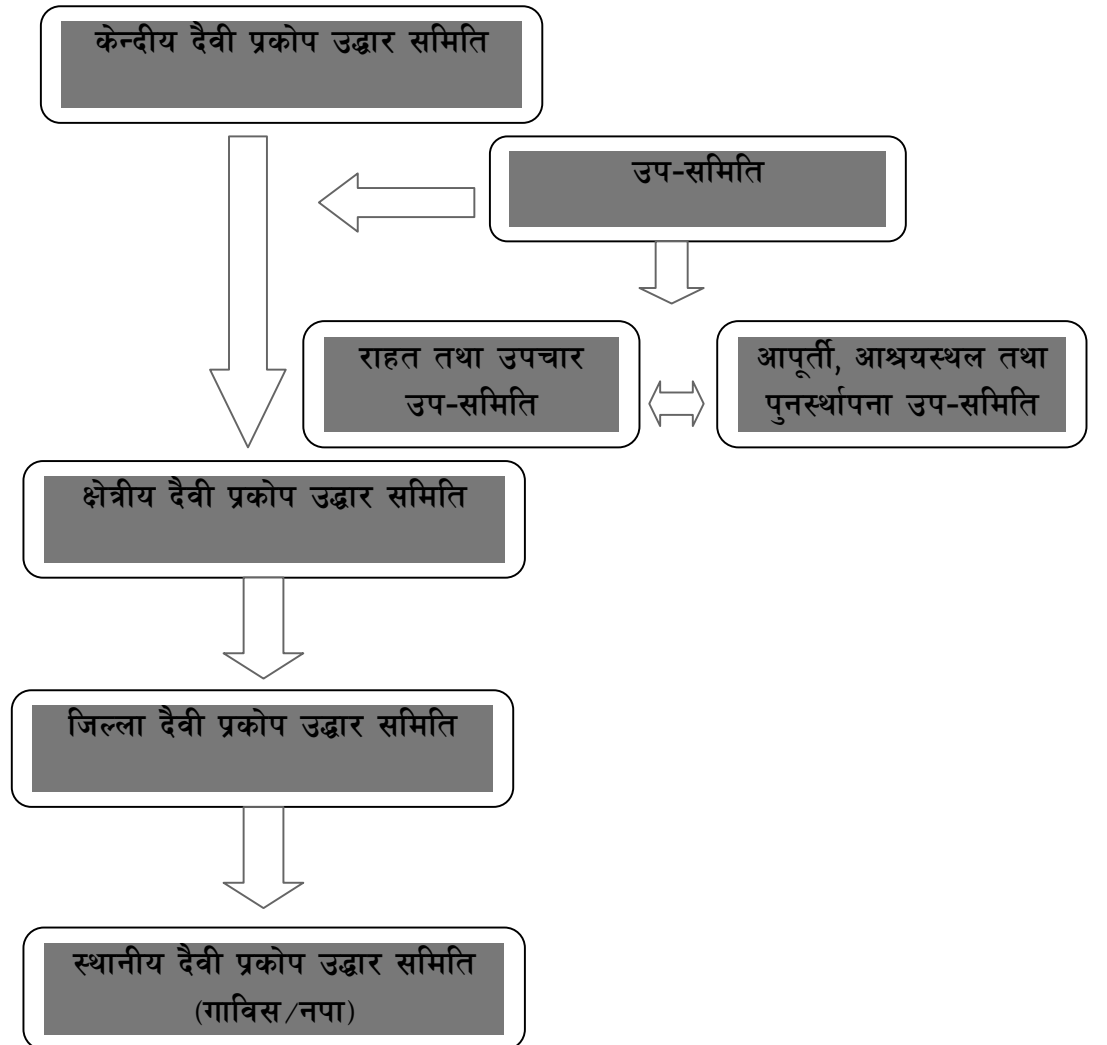 केन्दीय दैवी प्रकोप उद्धार समिति
उप-समिति
राहत तथा उपचार
उप-समिति
आपूर्ती, आश्रयस्थल तथा
पुनर्स्थापना उप-समिति
क्षेत्रीय दैवी प्रकोप उद्धार समिति
जिल्ला दैवी प्रकोप उद्धार समिति
स्थानीय दैवी प्रकोप उद्धार समिति
(गाविस/नपा)